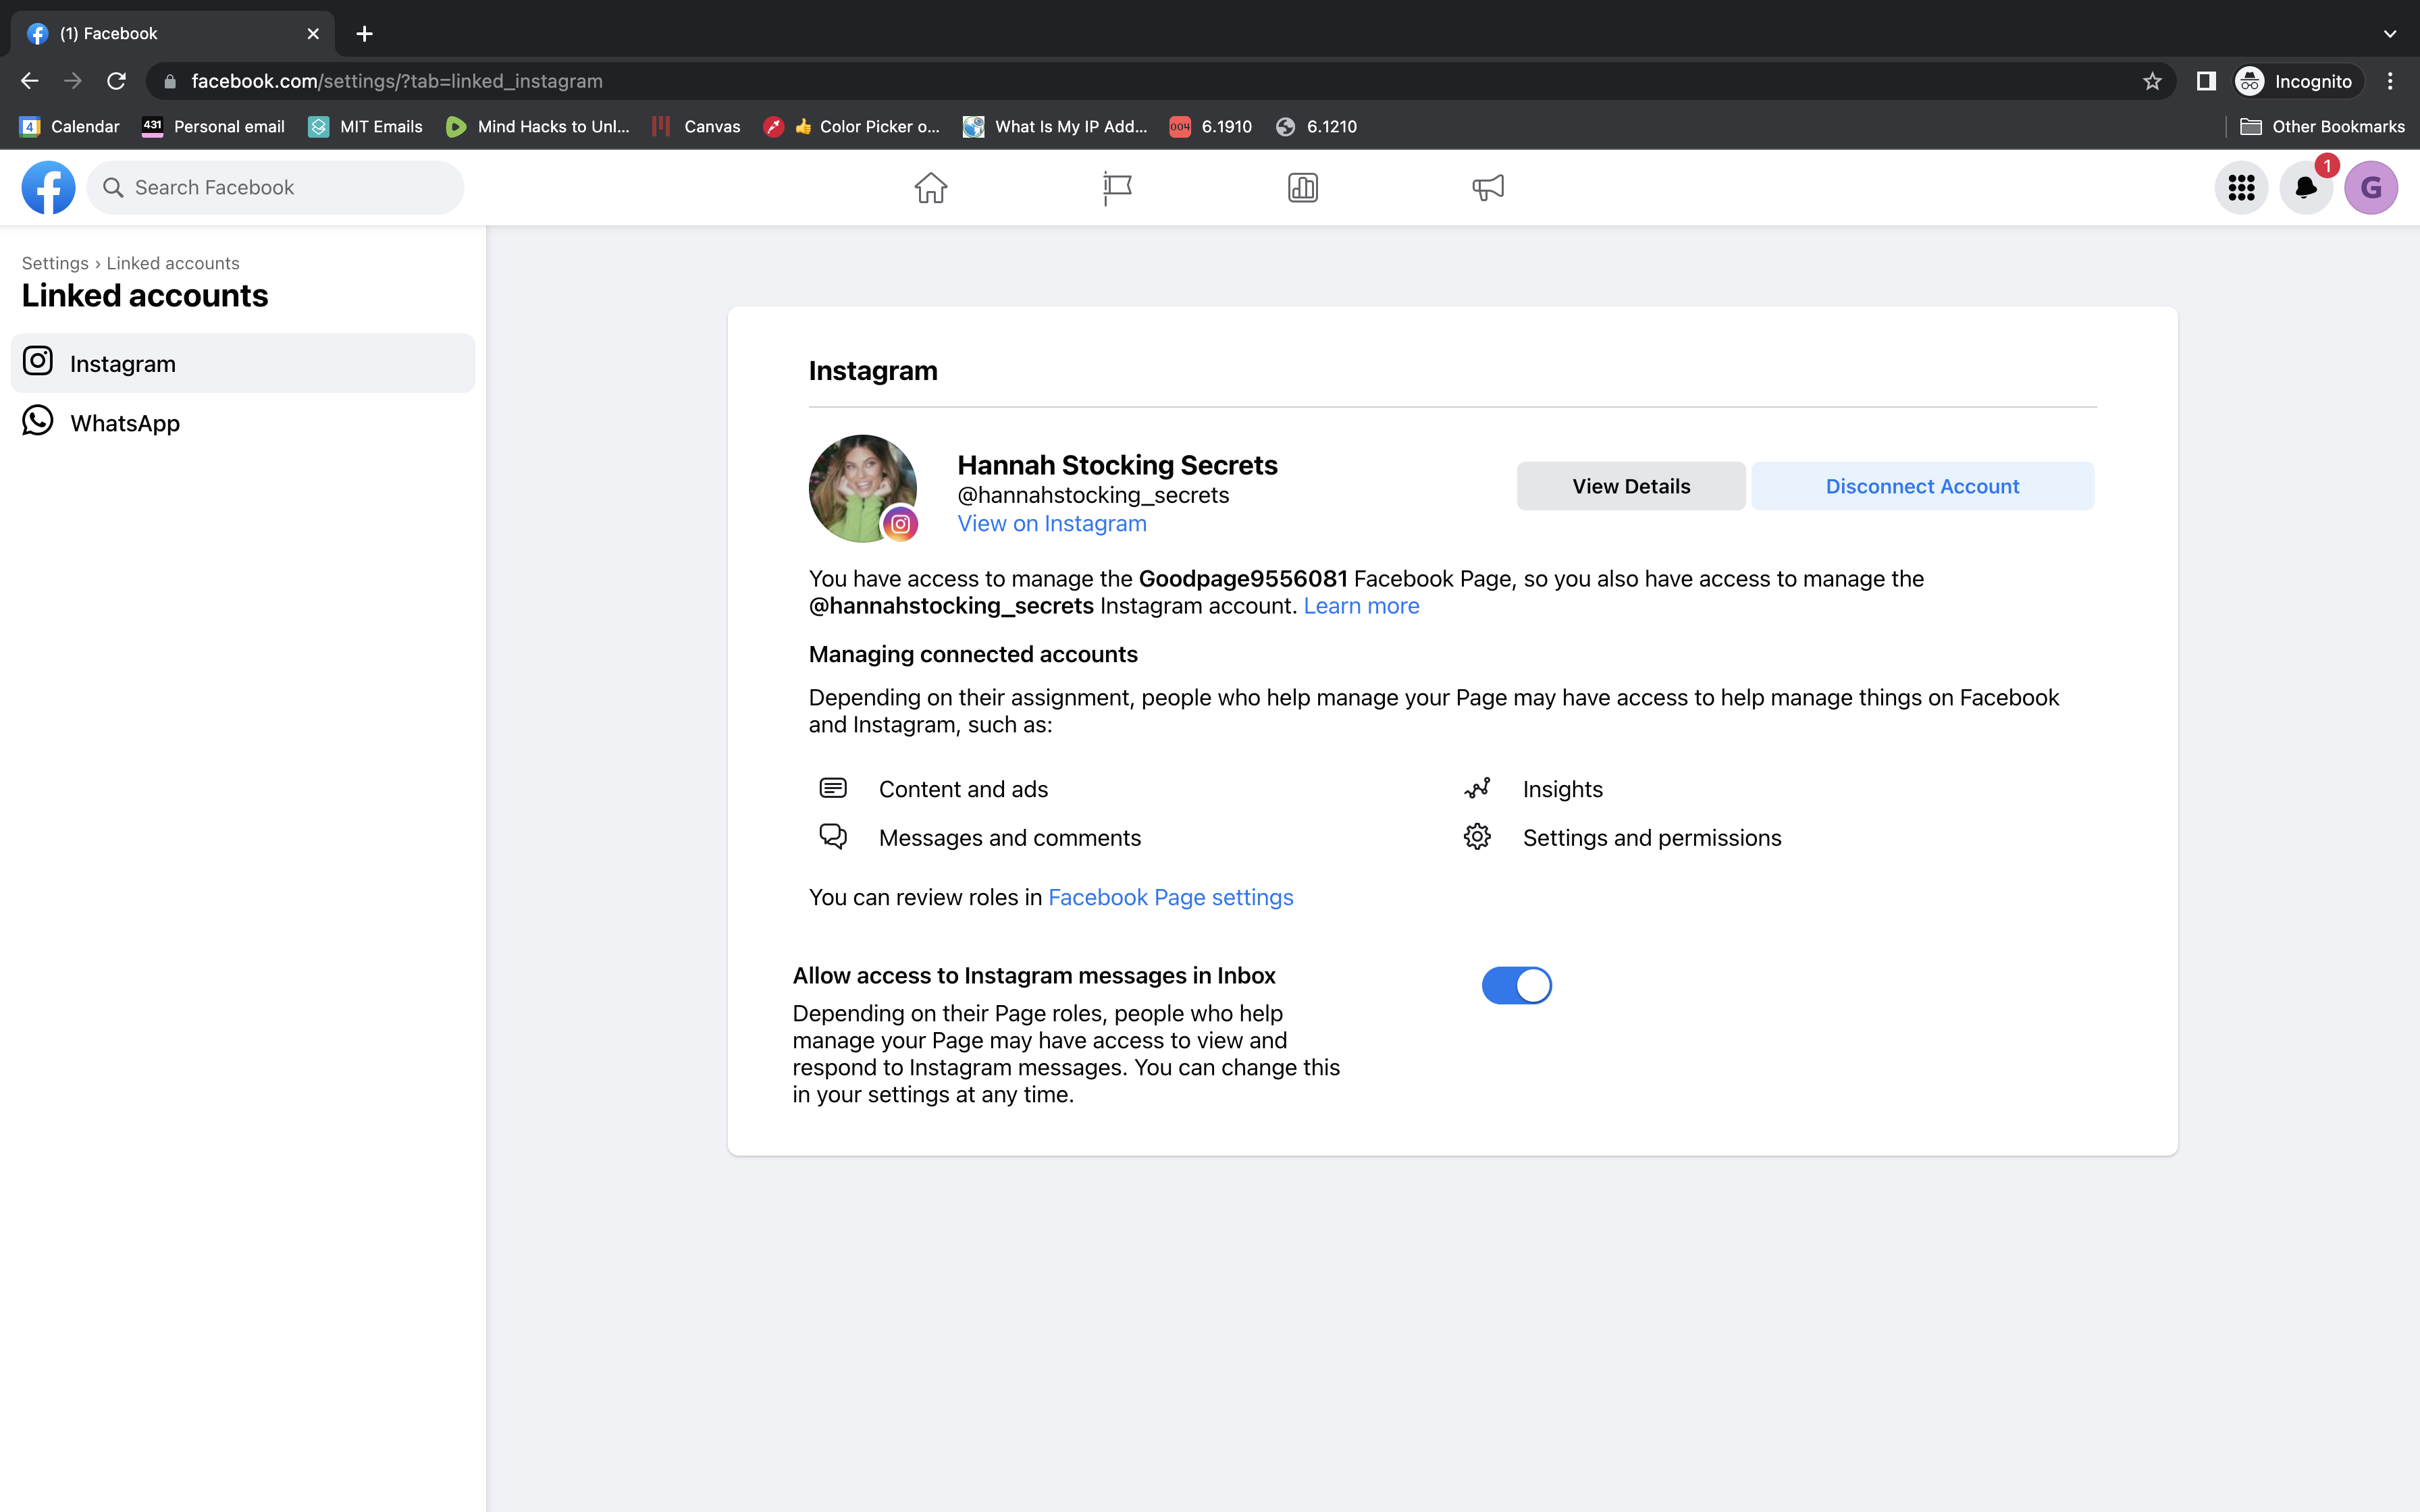 (1) Facebook
facebook.com/settings/?tab=linked_instagram
Incognito
4 Calendar
431 Personal email
MIT Emails
Mind Hacks to Unl...
Canvas
👍 Color Picker o...
What Is My IP Add...
004 6.1910
6.1210
Other Bookmarks
Search Facebook
1
G
Settings › Linked accounts
Linked accounts
Instagram
WhatsApp
Instagram
Hannah Stocking Secrets
@hannahstocking_secrets
View on Instagram
View Details
Disconnect Account
You have access to manage the Goodpage9556081 Facebook Page, so you also have access to manage the
@hannahstocking_secrets Instagram account. Learn more
Managing connected accounts
Depending on their assignment, people who help manage your Page may have access to help manage things on Facebook
and Instagram, such as:
Content and ads
Insights
Messages and comments
Settings and permissions
You can review roles in Facebook Page settings
Allow access to Instagram messages in Inbox
Depending on their Page roles, people who help
manage your Page may have access to view and
respond to Instagram messages. You can change this
in your settings at any time.